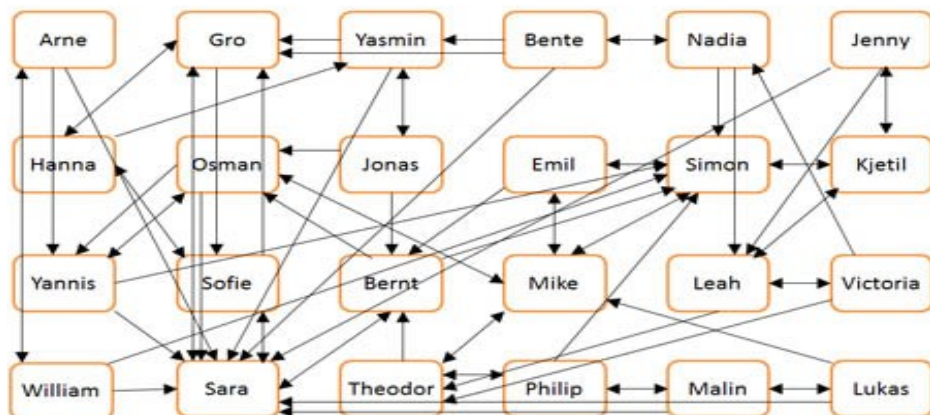 Arne Gro Yasmin Bente Nadia Jenny
Hanna Osman Jonas Emil Simon Kjetil
Yannis Sofie Bernt Mike Leah Victoria
William Sara Theodor Philip Malin Lukas